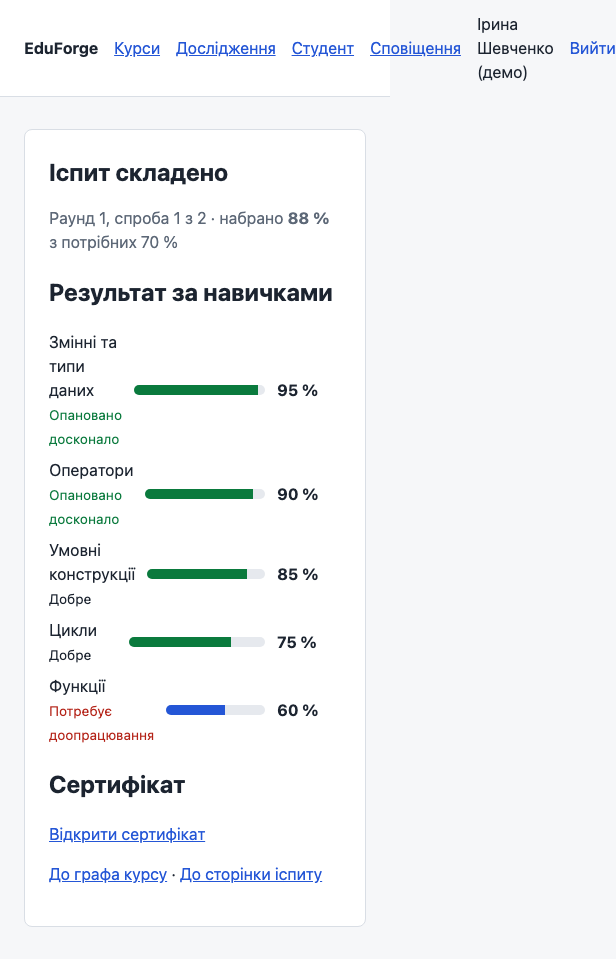 EduForge Курси Дослідження Студент Сповіщення Ірина Шевченко (демо) Вийти
Іспит складено
Раунд 1, спроба 1 з 2 · набрано 88 %
з потрібних 70 %
Результат за навичками
Змінні та
типи
даних
95 %
Опановано
досконало
Оператори
Опановано
90 %
досконало
Умовні
конструкції
85 %
Добре
Цикли
75 %
Добре
Функції
Потребує
60 %
доопрацювання
Сертифікат
Відкрити сертифікат
До графа курсу · До сторінки іспиту